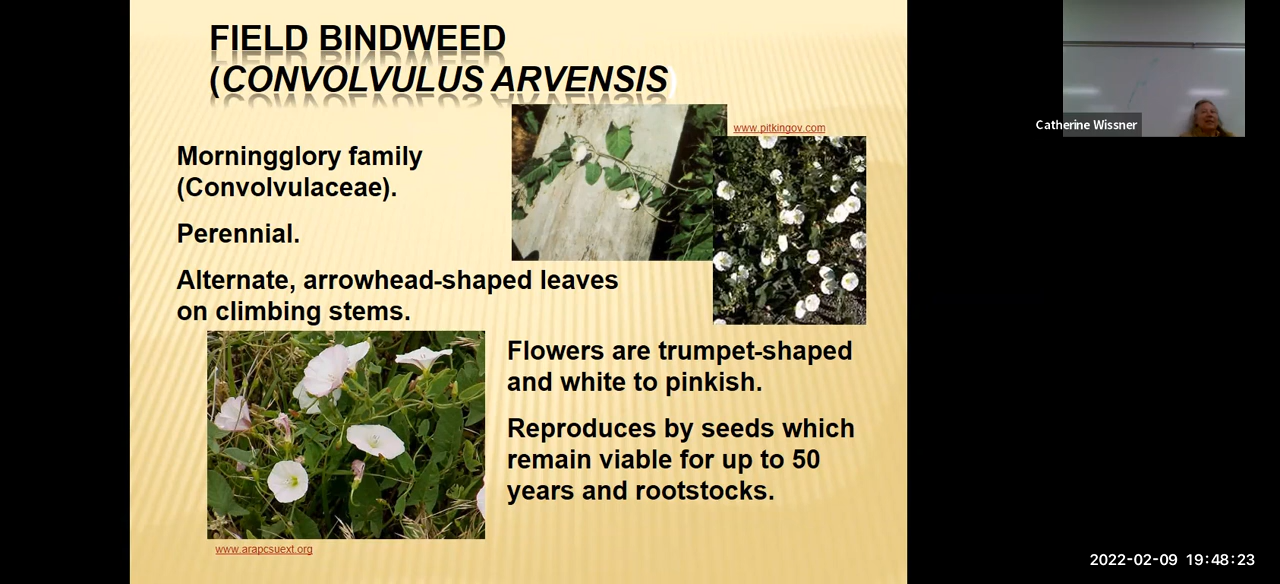 FIELD BINDWEED
(CONVOLVULUS ARVENSIS)
www.pitkingov.com
Catherine Wissner
Morningglory family
(Convolvulaceae).
Perennial.
Alternate, arrowhead-shaped leaves
on climbing stems.
Flowers are trumpet-shaped
and white to pinkish.
Reproduces by seeds which
remain viable for up to 50
years and rootstocks.
www.arapcsuext.org
2022-02-09 19:48:23